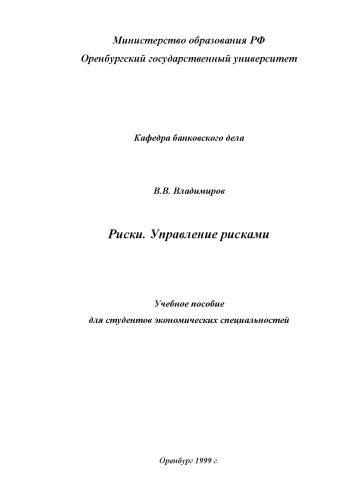 Министерство образования РФ
Оренбургский государственный университет
Кафедра банковского дела
В.В. Владимиров
Риски. Управление рисками
Учебное пособие
для студентов экономических специальностей
Оренбург 1999 г.